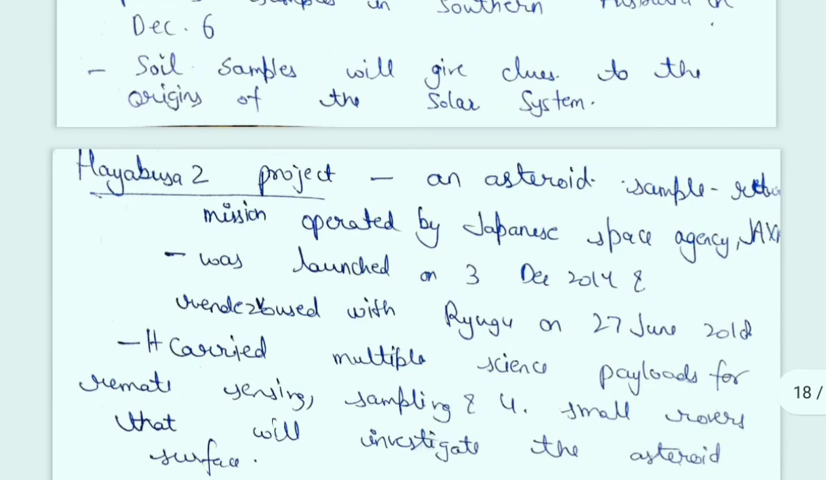 in Southern
Dec. 6
- Soil Samples will give clues to the
origins of the Solar System.
Hayabusa 2 project - an asteroid sample-
mission operated by Japanese space agency, JAXA
- was launched on 3 Dec 2014 &
rendezvoused with Ryugu on 27 June 2018
- It Carried multiple science payloads for
remote sensing, sampling & 4 small rovers
that will investigate the asteroid
surface.
18 /